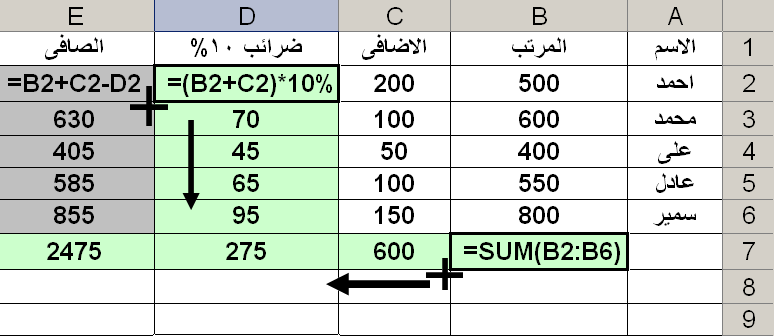 A B C D E
1 الاسم المرتب الاضافى ضرائب ١٠% الصافى
2 احمد 500 200 =(B2+C2)*10% =B2+C2-D2
3 محمد 600 100 70 630
4 على 400 50 45 405
5 عادل 550 100 65 585
6 سمير 800 150 95 855
7 =SUM(B2:B6) 600 275 2475
8
9